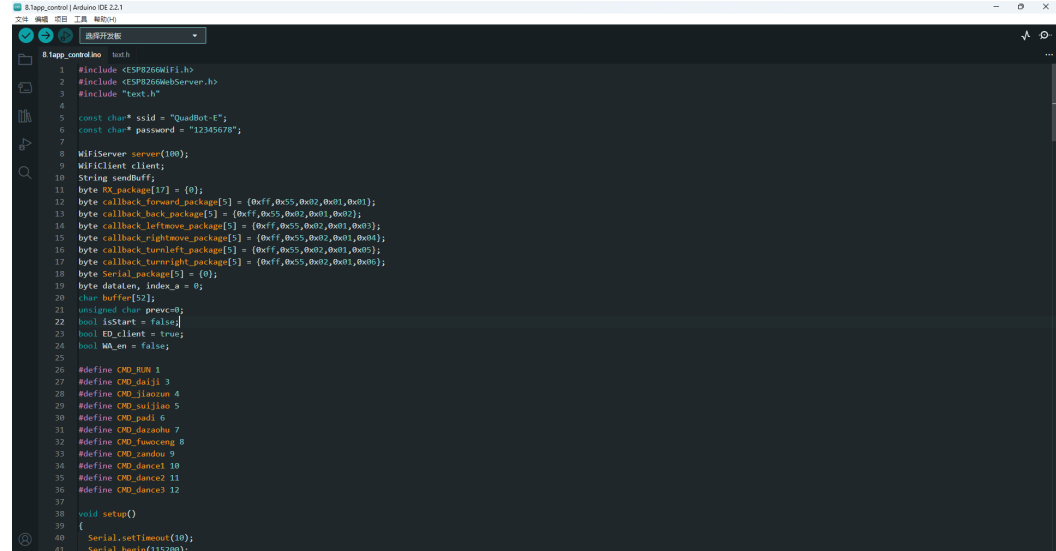 8.1app_control | Arduino IDE 2.2.1
文件 编辑 项目 工具 帮助(H)
选择开发板
8.1app_control.ino text.h
1 #include <ESP8266WiFi.h>
2 #include <ESP8266WebServer.h>
3 #include "text.h"
4
5 const char* ssid = "QuadBot-E";
6 const char* password = "12345678";
7
8 WiFiServer server(100);
9 WiFiClient client;
10 String sendBuff;
11 byte RX_package[17] = {0};
12 byte callback_forward_package[5] = {0xff,0x55,0x02,0x01,0x01};
13 byte callback_back_package[5] = {0xff,0x55,0x02,0x01,0x02};
14 byte callback_leftmove_package[5] = {0xff,0x55,0x02,0x01,0x03};
15 byte callback_rightmove_package[5] = {0xff,0x55,0x02,0x01,0x04};
16 byte callback_turnleft_package[5] = {0xff,0x55,0x02,0x01,0x05};
17 byte callback_turnright_package[5] = {0xff,0x55,0x02,0x01,0x06};
18 byte Serial_package[5] = {0};
19 byte dataLen, index_a = 0;
20 char buffer[52];
21 unsigned char prevc=0;
22 bool isStart = false;
23 bool ED_client = true;
24 bool WA_en = false;
25
26 #define CMD_RUN 1
27 #define CMD_daiji 3
28 #define CMD_jiaozun 4
29 #define CMD_suijiao 5
30 #define CMD_padi 6
31 #define CMD_dazaohu 7
32 #define CMD_fuwoceng 8
33 #define CMD_zandou 9
34 #define CMD_dance1 10
35 #define CMD_dance2 11
36 #define CMD_dance3 12
37
38 void setup()
39 {
40 Serial.setTimeout(10);
41 Serial.begin(115200);